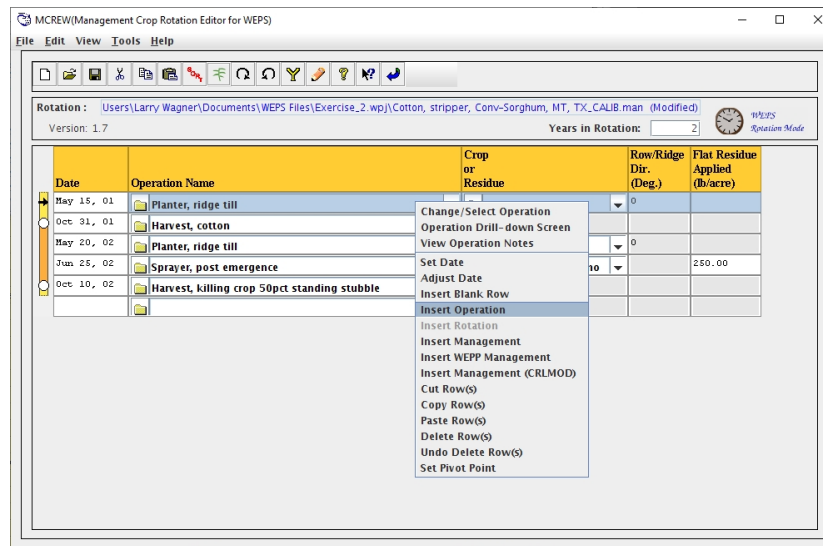 MCREW(Management Crop Rotation Editor for WEPS)
File Edit View Tools Help
Rotation : Users\Larry Wagner\Documents\WEPS Files\Exercise_2.wpj\Cotton, stripper, Conv-Sorghum, MT, TX_CALIB.man (Modified)
Version: 1.7
Years in Rotation: 2
WEPS
Rotation Mode
Date
Operation Name
Crop
or
Residue
Row/Ridge
Dir.
(Deg.)
Flat Residue
Applied
(lb/acre)
May 15, 01 Planter, ridge till 0
Oct 31, 01 Harvest, cotton
May 20, 02 Planter, ridge till 0
Jun 25, 02 Sprayer, post emergence no 250.00
Oct 10, 02 Harvest, killing crop 50pct standing stubble
Change/Select Operation
Operation Drill-down Screen
View Operation Notes
Set Date
Adjust Date
Insert Blank Row
Insert Operation
Insert Rotation
Insert Management
Insert WEPP Management
Insert Management (CRLMOD)
Cut Row(s)
Copy Row(s)
Paste Row(s)
Delete Row(s)
Undo Delete Row(s)
Set Pivot Point